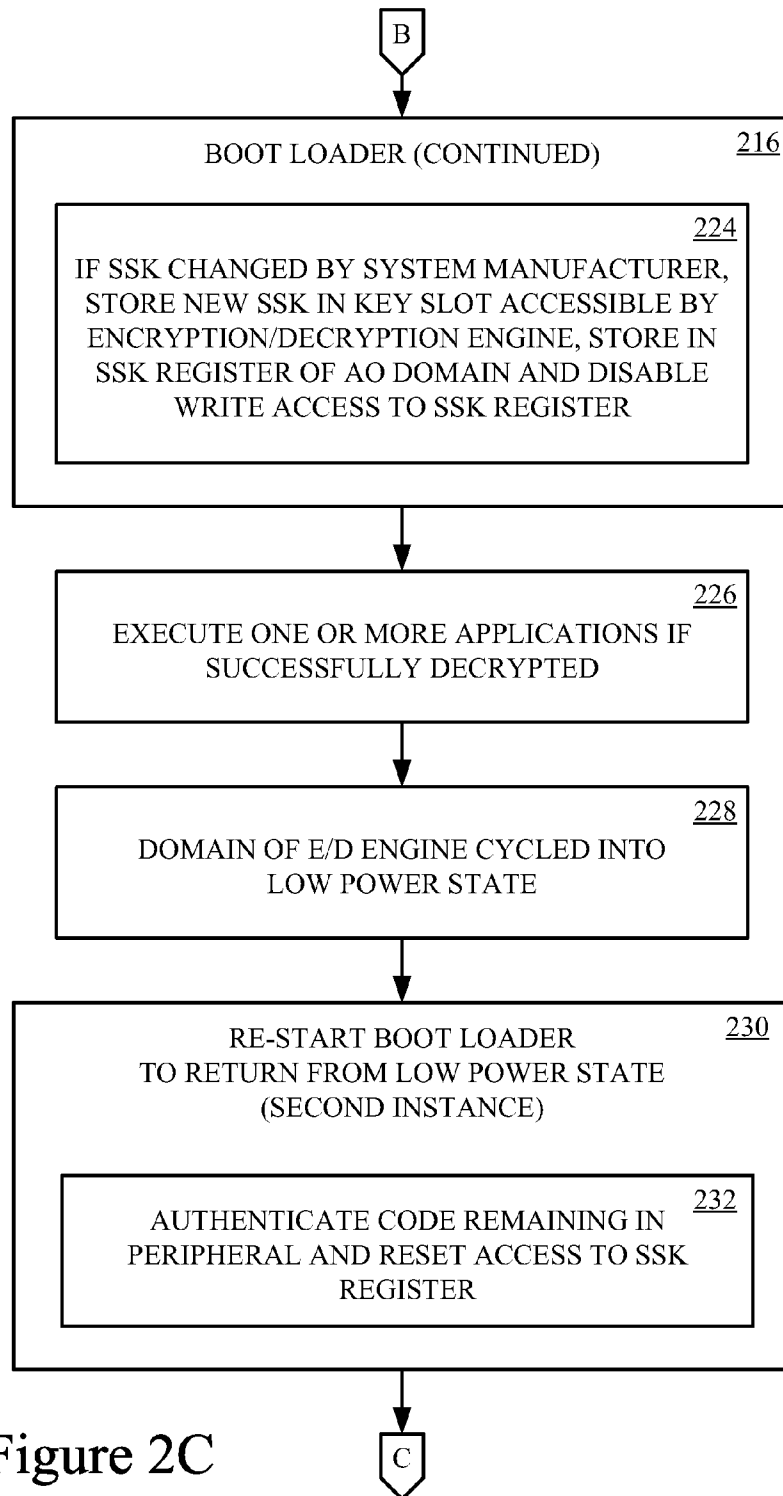 B
216
BOOT LOADER (CONTINUED)
224
IF SSK CHANGED BY SYSTEM MANUFACTURER,
STORE NEW SSK IN KEY SLOT ACCESSIBLE BY
ENCRYPTION/DECRYPTION ENGINE, STORE IN
SSK REGISTER OF AO DOMAIN AND DISABLE
WRITE ACCESS TO SSK REGISTER
226
EXECUTE ONE OR MORE APPLICATIONS IF
SUCCESSFULLY DECRYPTED
228
DOMAIN OF E/D ENGINE CYCLED INTO
LOW POWER STATE
230
RE-START BOOT LOADER
TO RETURN FROM LOW POWER STATE
(SECOND INSTANCE)
232
AUTHENTICATE CODE REMAINING IN
PERIPHERAL AND RESET ACCESS TO SSK
REGISTER
Figure 2C
C